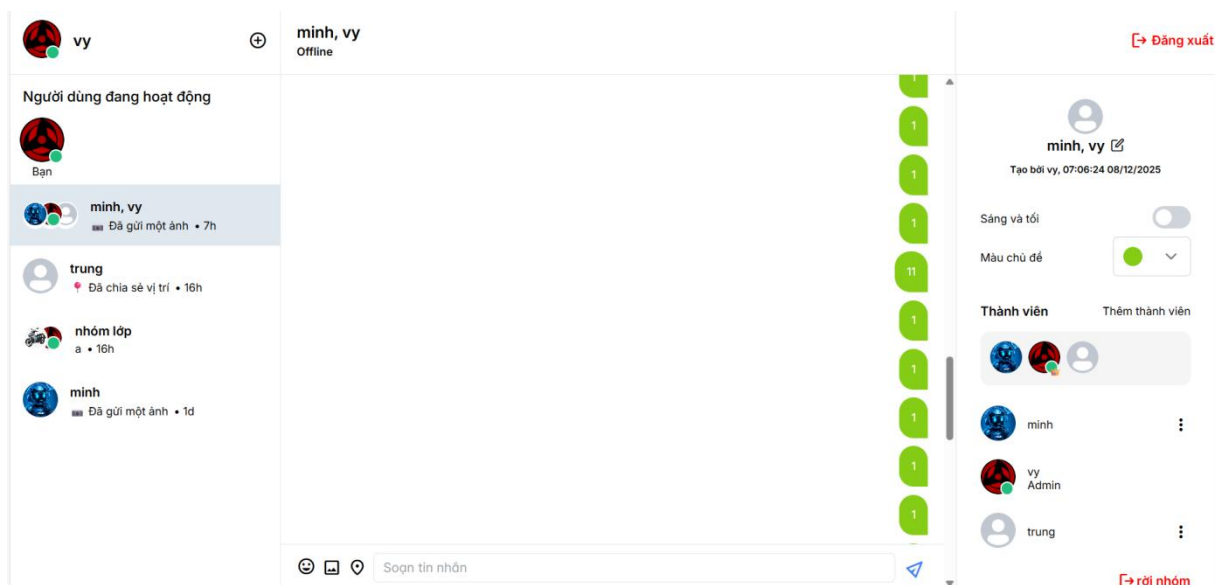 vy
minh, vy
Offline
Đăng xuất
Người dùng đang hoạt động
Bạn
minh, vy
Đã gửi một ảnh • 7h
trung
Đã chia sẻ vị trí • 16h
nhóm lớp
a • 16h
minh
Đã gửi một ảnh • 1d
1
1
1
1
11
1
1
1
1
1
Soạn tin nhắn
minh, vy
Tạo bởi vy, 07:06:24 08/12/2025
Sáng và tối
Màu chủ đề
Thành viên Thêm thành viên
minh
vy
Admin
trung
rời nhóm